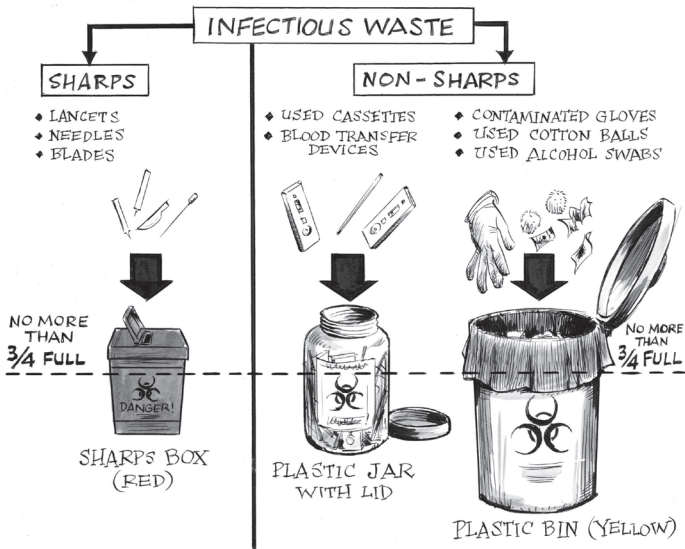 INFECTIOUS WASTE
SHARPS
◆ LANCETS
◆ NEEDLES
◆ BLADES
NON-SHARPS
◆ USED CASSETTES
◆ BLOOD TRANSFER
DEVICES
◆ CONTAMINATED GLOVES
◆ USED COTTON BALLS
◆ USED ALCOHOL SWABS
NO MORE
THAN
3/4 FULL
DANGER!
SHARPS BOX
(RED)
PLASTIC JAR
WITH LID
NO MORE
THAN
3/4 FULL
PLASTIC BIN (YELLOW)